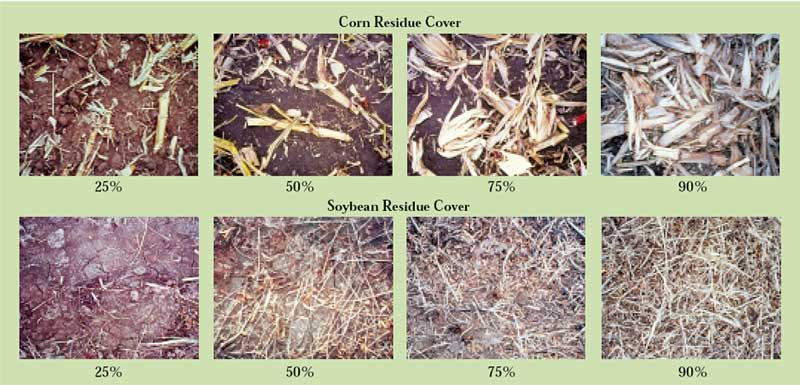 Corn Residue Cover
25% 50% 75% 90%
Soybean Residue Cover
25% 50% 75% 90%